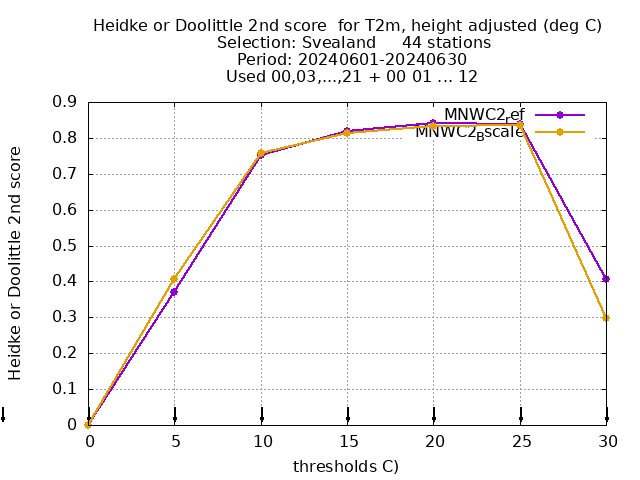 Heidke or Doolittle 2nd score  for T2m, height adjusted (deg C)
Selection: Svealand     44 stations
Period: 20240601-20240630
Used 00,03,...,21 + 00 01 ... 12
MNWC2ref
MNWC2Bscale
0.9
0.8
0.7
0.6
0.5
0.4
0.3
0.2
0.1
0
Heidke or Doolittle 2nd score
0 5 10 15 20 25 30
thresholds C)